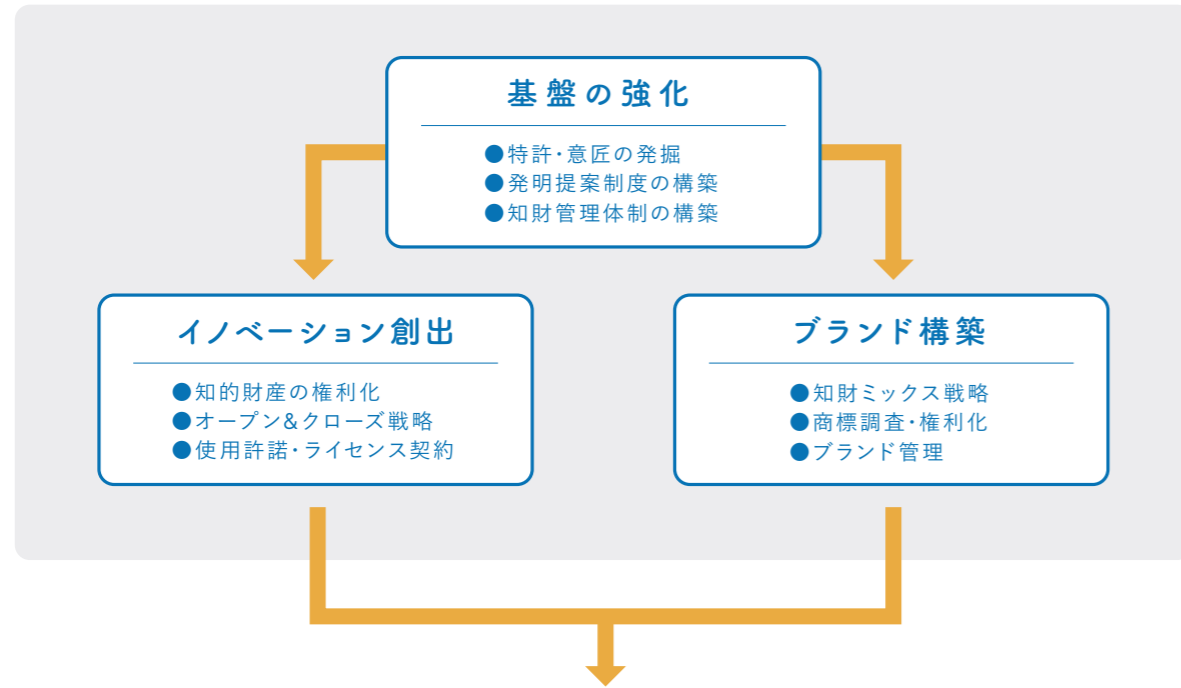 基盤の強化
●特許・意匠の発掘
●発明提案制度の構築
●知財管理体制の構築
イノベーション創出
●知的財産の権利化
●オープン&クローズ戦略
●使用許諾・ライセンス契約
ブランド構築
●知財ミックス戦略
●商標調査・権利化
●ブランド管理